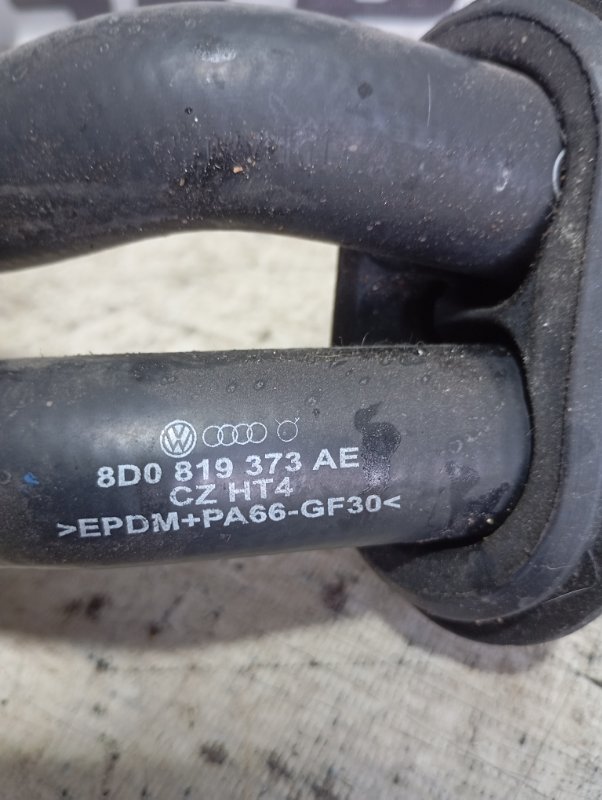 8D0 819 373 AE
CZ HT4
>EPDM+PA66-GF30<